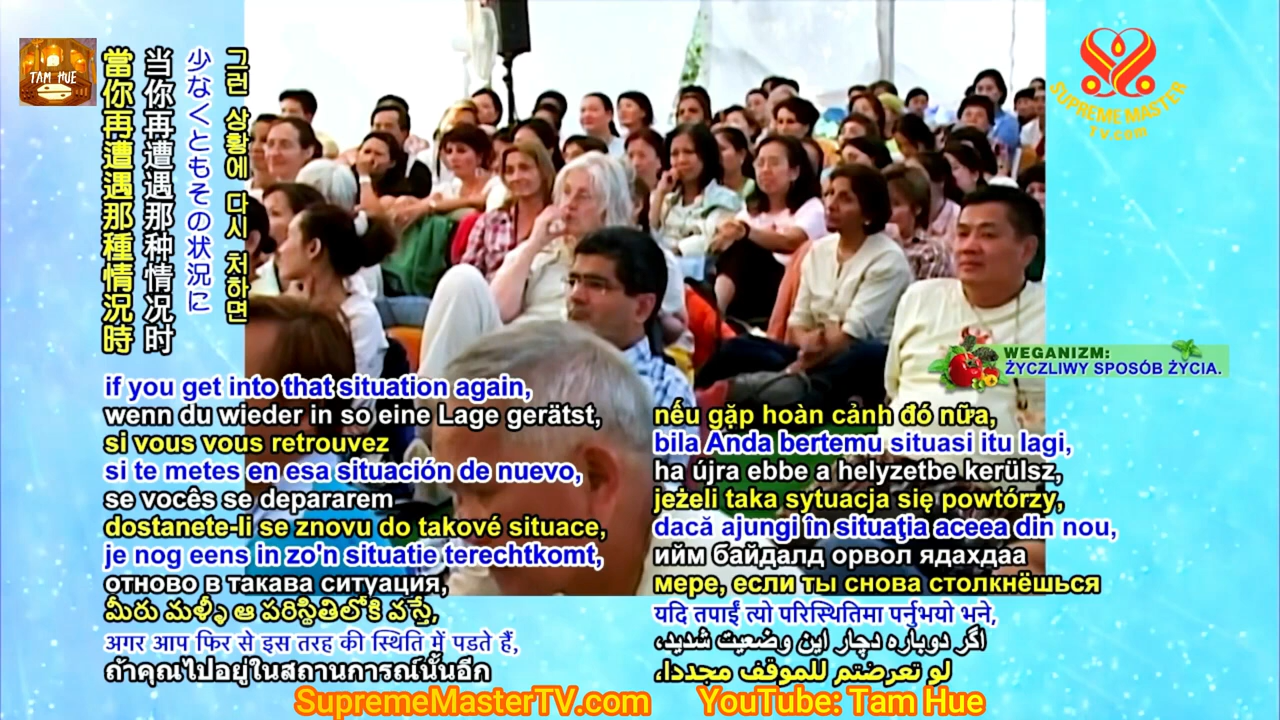 TAM HUE
當你再遭遇那種情況時
当你再遭遇那种情况时
少なくともその状況に
그런 상황에 다시 처하면
SUPREME MASTER
TV.com
WEGANIZM:
ŻYCZLIWY SPOSÓB ŻYCIA.
if you get into that situation again,
wenn du wieder in so eine Lage gerätst,
si vous vous retrouvez
si te metes en esa situación de nuevo,
se vocês se depararem
dostanete-li se znovu do takové situace,
je nog eens in zo'n situatie terechtkomt,
отново в такава ситуация,
మీరు మళ్ళీ ఆ పరిస్థితిలోకి వస్తే,
अगर आप फिर से इस तरह की स्थिति में पडते हैं,
ถ้าคุณไปอยู่ในสถานการณ์นั้นอีก
nếu gặp hoàn cảnh đó nữa,
bila Anda bertemu situasi itu lagi,
ha újra ebbe a helyzetbe kerülsz,
jeżeli taka sytuacja się powtórzy,
dacă ajungi în situaţia aceea din nou,
ийм байдалд орвол ядахдаа
мере, если ты снова столкнёшься
यदि तपाईं त्यो परिस्थितिमा पर्नुभयो भने,
اگر دوباره دچار این وضعیت شدید،
لو تعرضتم للموقف مجددا،
SupremeMasterTV.com YouTube: Tam Hue